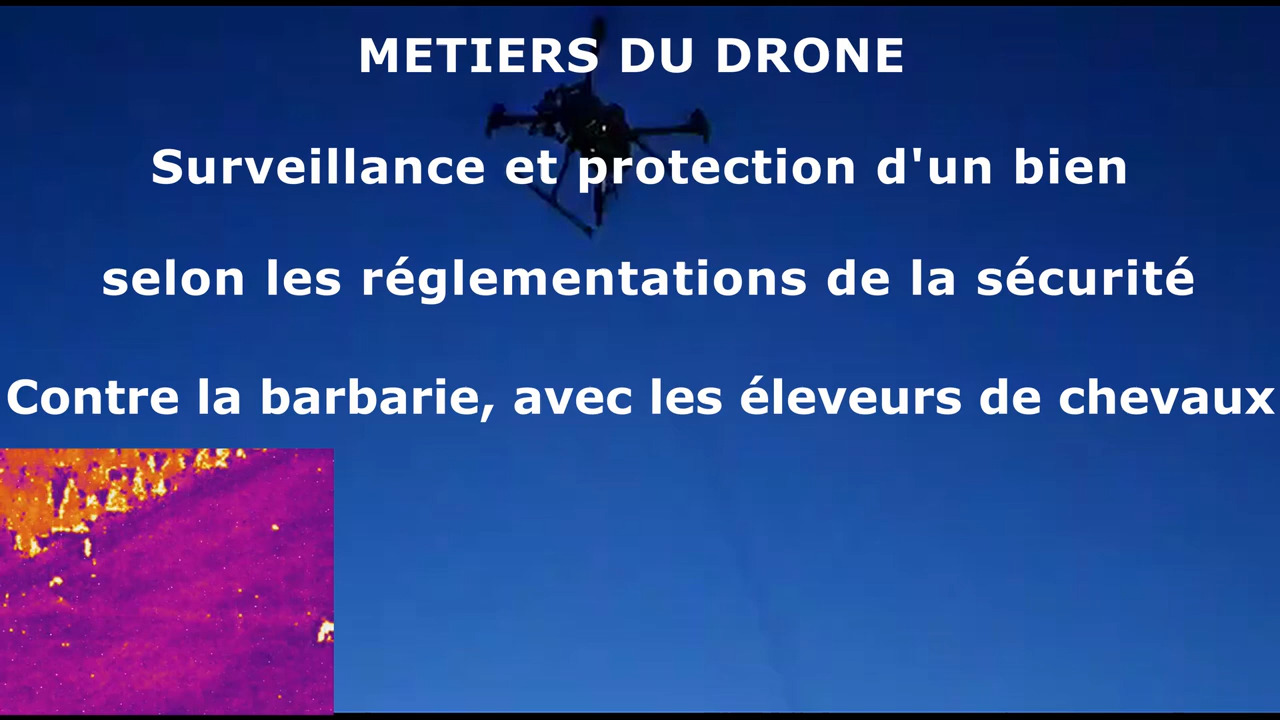 METIERS DU DRONE
Surveillance et protection d'un bien
selon les réglementations de la sécurité
Contre la barbarie, avec les éleveurs de chevaux